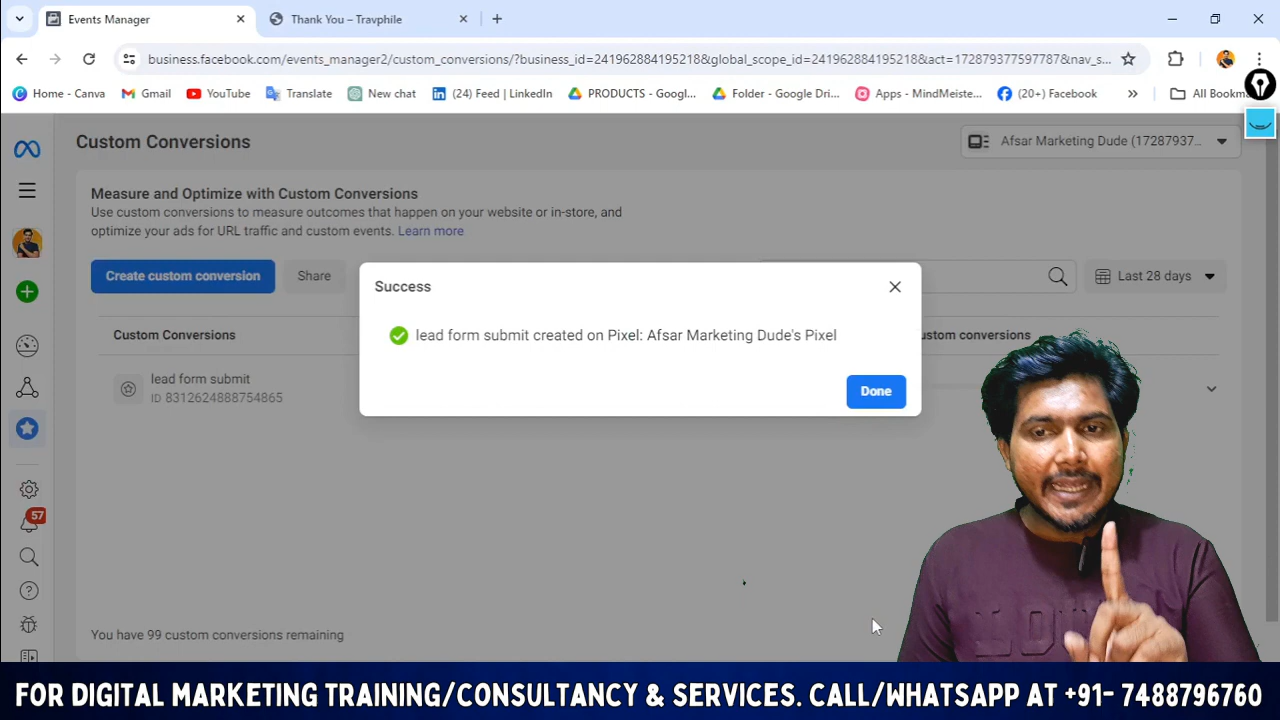 Events Manager
Thank You – Travphile
business.facebook.com/events_manager2/custom_conversions/?business_id=241962884195218&global_scope_id=241962884195218&act=172879377597787&nav_s...
Home - Canva
Gmail
YouTube
Translate
New chat
(24) Feed | LinkedIn
PRODUCTS - Googl...
Folder - Google Dri...
Apps - MindMeiste...
(20+) Facebook
All Bookm
Custom Conversions
Afsar Marketing Dude (17287937...
Measure and Optimize with Custom Conversions
Use custom conversions to measure outcomes that happen on your website or in-store, and
optimize your ads for URL traffic and custom events. Learn more
Create custom conversion
Share
Last 28 days
Success
lead form submit created on Pixel: Afsar Marketing Dude's Pixel
Done
Custom Conversions
ustom conversions
lead form submit
ID 8312624888754865
57
You have 99 custom conversions remaining
FOR DIGITAL MARKETING TRAINING/CONSULTANCY & SERVICES. CALL/WHATSAPP AT +91- 7488796760